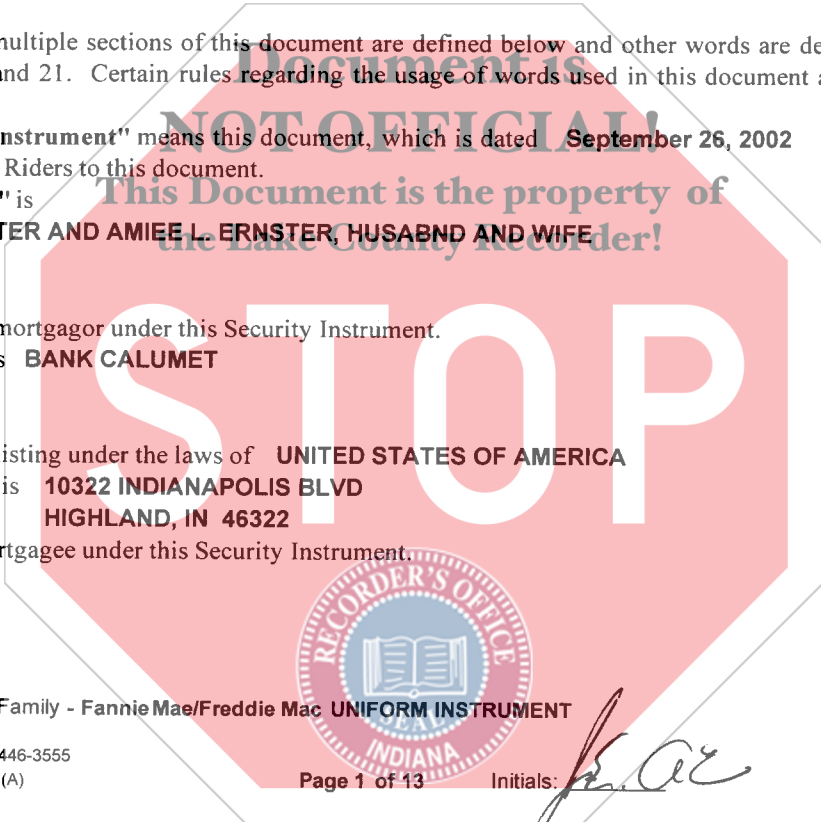 multiple sections of this document are defined below and other words are de
and 21. Certain rules regarding the usage of words used in this document a
Document is
NOT OFFICIAL!
nstrument" means this document, which is dated September 26, 2002
Riders to this document.
This Document is the property of
" is
the Lake County Recorder!
TER AND AMIEE L. ERNSTER, HUSABND AND WIFE
mortgagor under this Security Instrument.
s BANK CALUMET
STOP
isting under the laws of UNITED STATES OF AMERICA
is 10322 INDIANAPOLIS BLVD
HIGHLAND, IN 46322
rtgagee under this Security Instrument.
RECORDER'S OFFICE
SEAL
INDIANA
Family - Fannie Mae/Freddie Mac UNIFORM INSTRUMENT
446-3555
(A)
Page 1 of 13 Initials: